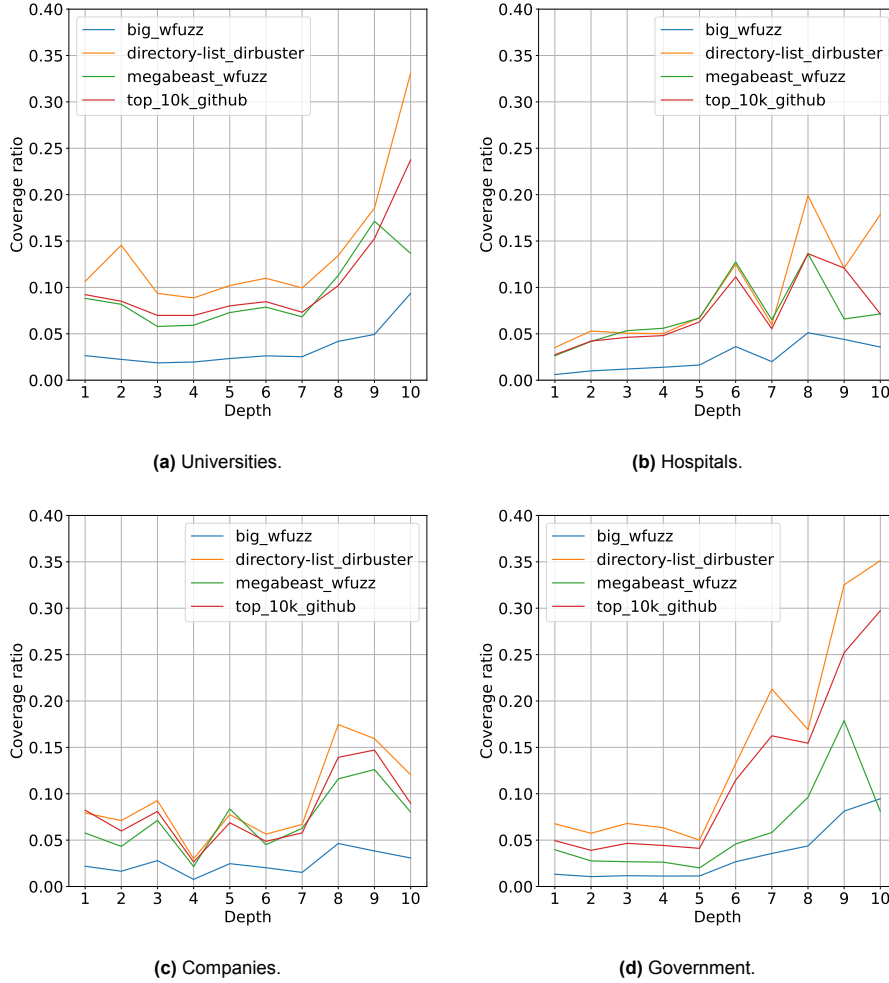 0.40
0.35
0.30
0.25
0.20
0.15
0.10
0.05
0.00
Coverage ratio
big_wfuzz
directory-list_dirbuster
megabeast_wfuzz
top_10k_github
1 2 3 4 5 6 7 8 9 10
Depth
(a) Universities.
0.40
0.35
0.30
0.25
0.20
0.15
0.10
0.05
0.00
Coverage ratio
big_wfuzz
directory-list_dirbuster
megabeast_wfuzz
top_10k_github
1 2 3 4 5 6 7 8 9 10
Depth
(b) Hospitals.
0.40
0.35
0.30
0.25
0.20
0.15
0.10
0.05
0.00
Coverage ratio
big_wfuzz
directory-list_dirbuster
megabeast_wfuzz
top_10k_github
1 2 3 4 5 6 7 8 9 10
Depth
(c) Companies.
0.40
0.35
0.30
0.25
0.20
0.15
0.10
0.05
0.00
Coverage ratio
big_wfuzz
directory-list_dirbuster
megabeast_wfuzz
top_10k_github
1 2 3 4 5 6 7 8 9 10
Depth
(d) Government.